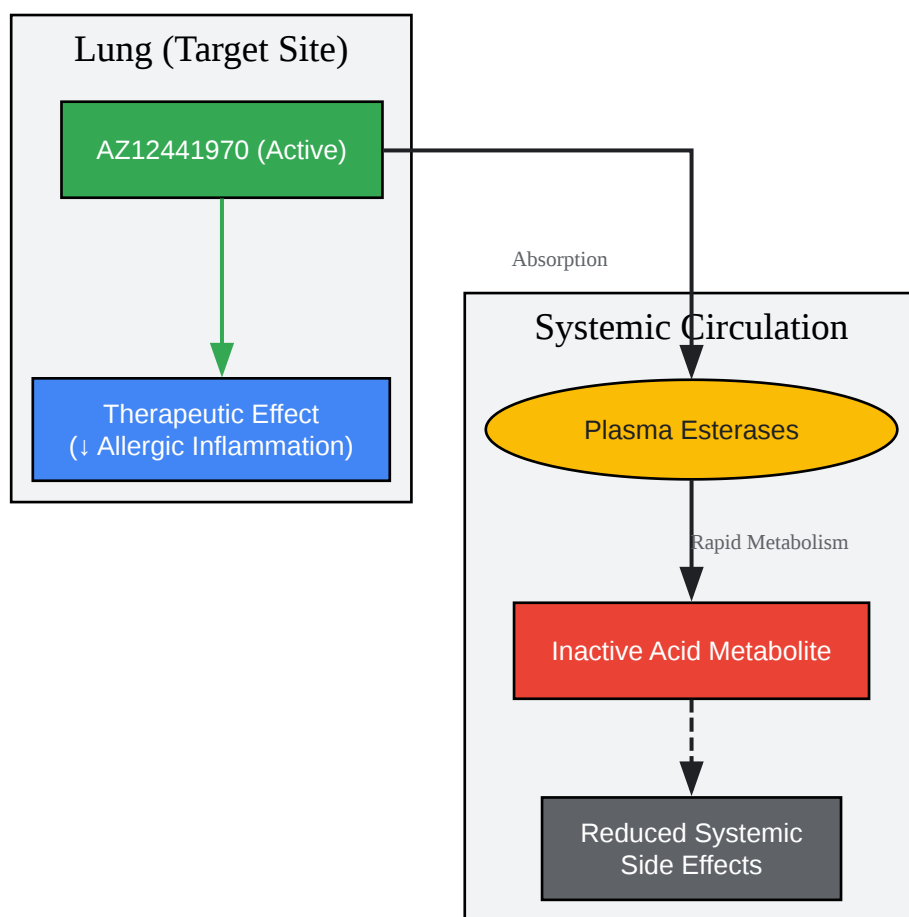 Lung (Target Site)
AZ12441970 (Active)
Therapeutic Effect
(↓ Allergic Inflammation)
Absorption
Systemic Circulation
Plasma Esterases
Rapid Metabolism
Inactive Acid Metabolite
Reduced Systemic
Side Effects